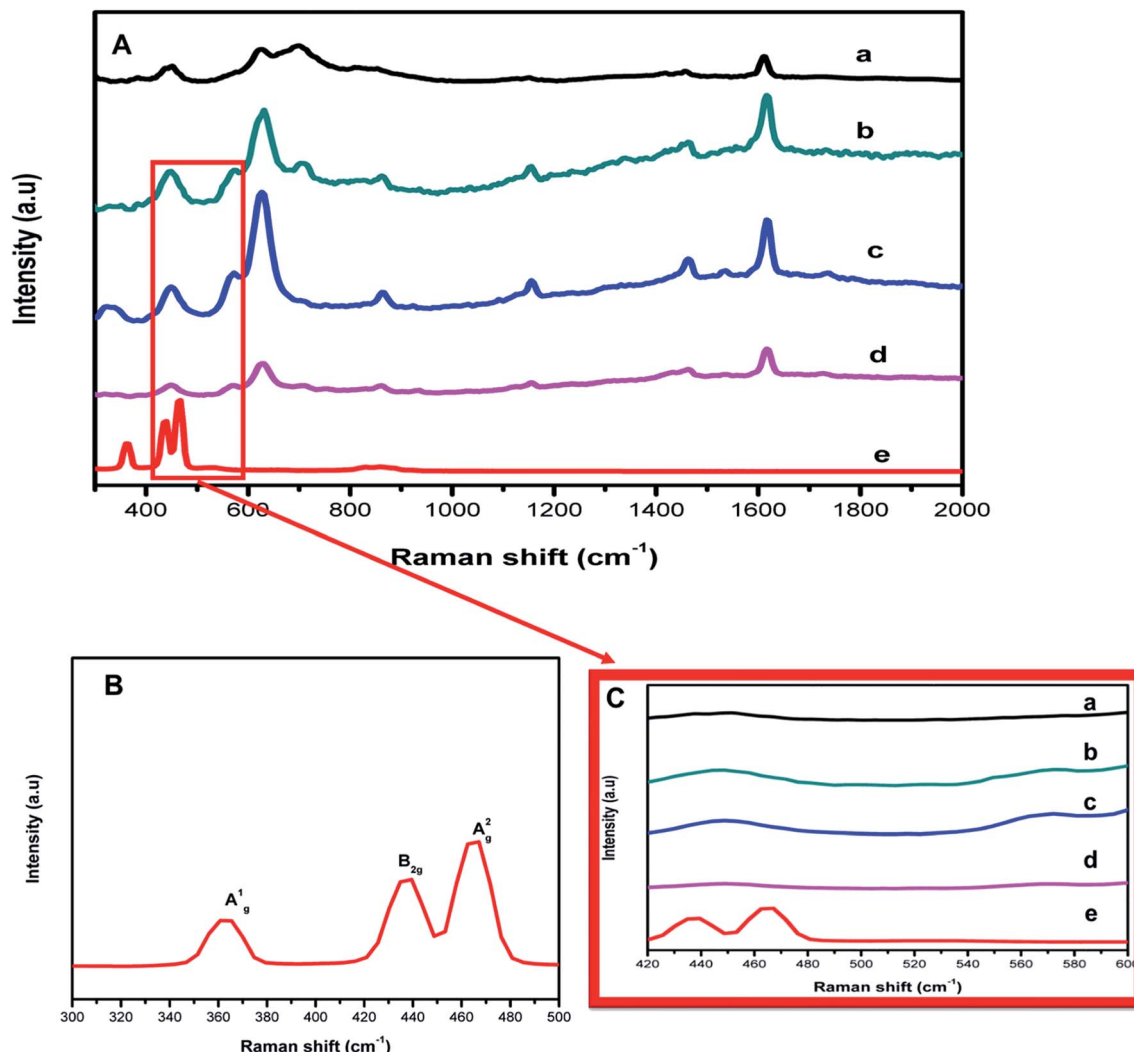 A
a
b
c
d
e
Intensity (a.u)
400 600 800 1000 1200 1400 1600 1800 2000
Raman shift (cm⁻¹)
B
A¹g
B₂g
A²g
Intensity (a.u)
300 320 340 360 380 400 420 440 460 480 500
Raman shift (cm⁻¹)
C
a
b
c
d
e
Intensity (a.u)
420 440 460 480 500 520 540 560 580 600
Raman shift (cm⁻¹)